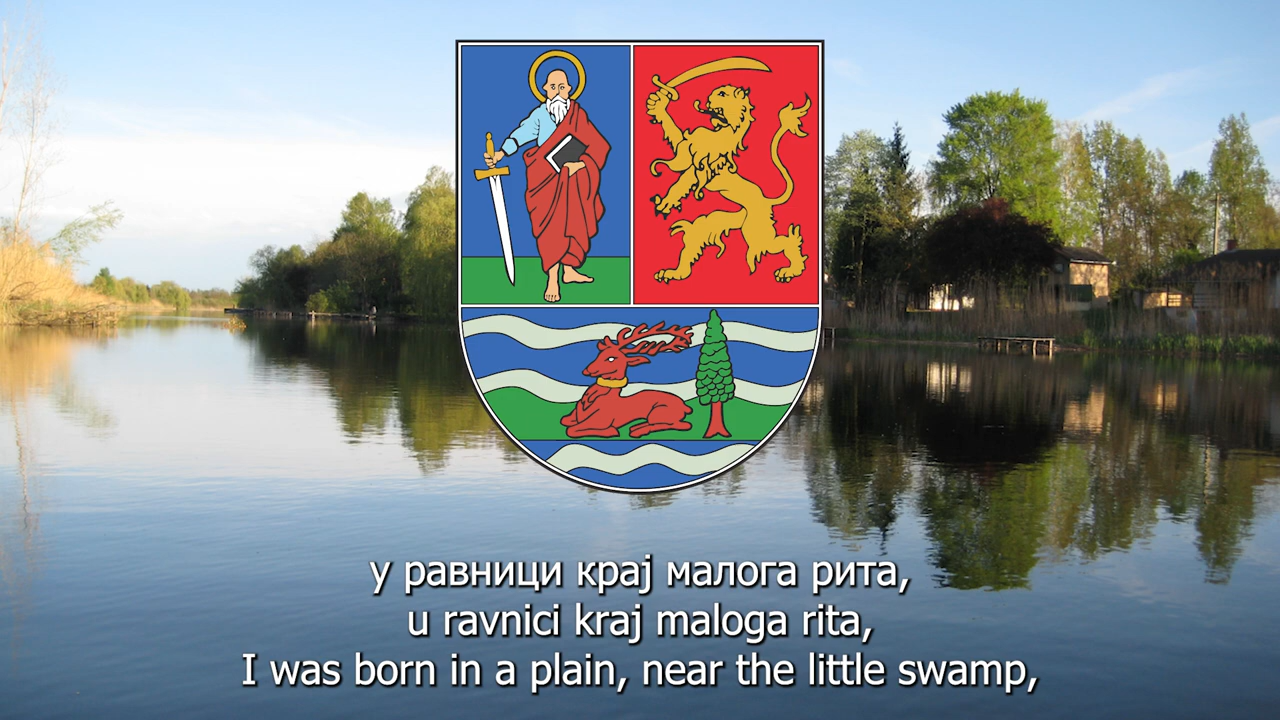 у равници крај малога рита,
u ravnici kraj maloga rita,
I was born in a plain, near the little swamp,